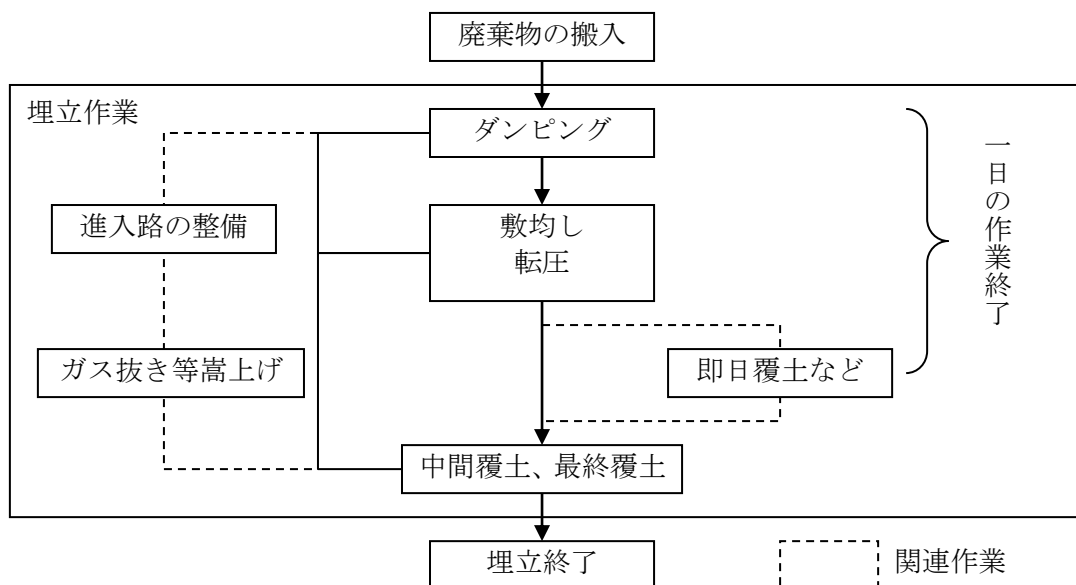 廃棄物の搬入
埋立作業
ダンピング
一日の作業終了
進入路の整備
敷均し
転圧
ガス抜き等嵩上げ
即日覆土など
中間覆土、最終覆土
埋立終了
関連作業